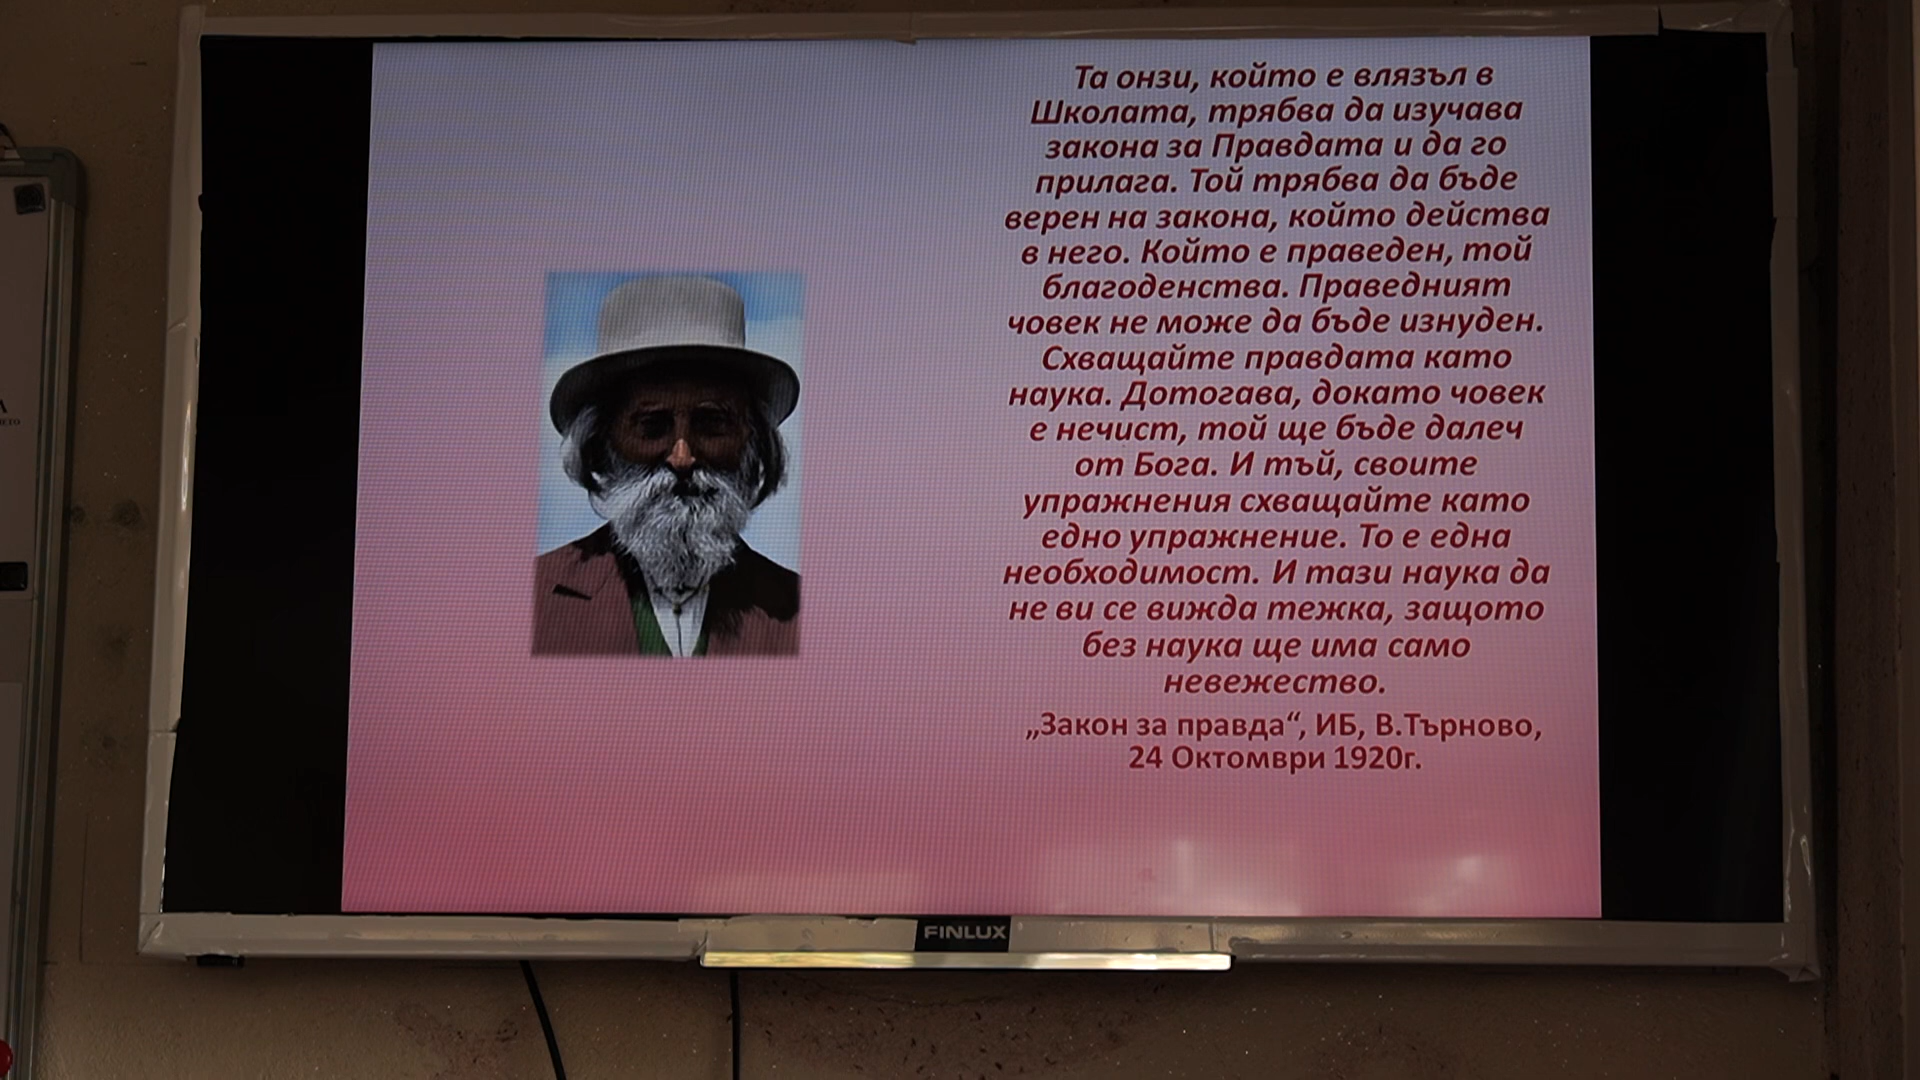 Та онзи, който е влязъл в
Школата, трябва да изучава
закона за Правдата и да го
прилага. Той трябва да бъде
верен на закона, който действа
в него. Който е праведен, той
благоденства. Праведният
човек не може да бъде изнуден.
Схващайте правдата като
наука. Дотогава, докато човек
е нечист, той ще бъде далеч
от Бога. И тъй, своите
упражнения схващайте като
едно упражнение. То е една
необходимост. И тази наука да
не ви се вижда тежка, защото
без наука ще има само
невежество.
„Закон за правда“, ИБ, В.Търново,
24 Октомври 1920г.
FINLUX